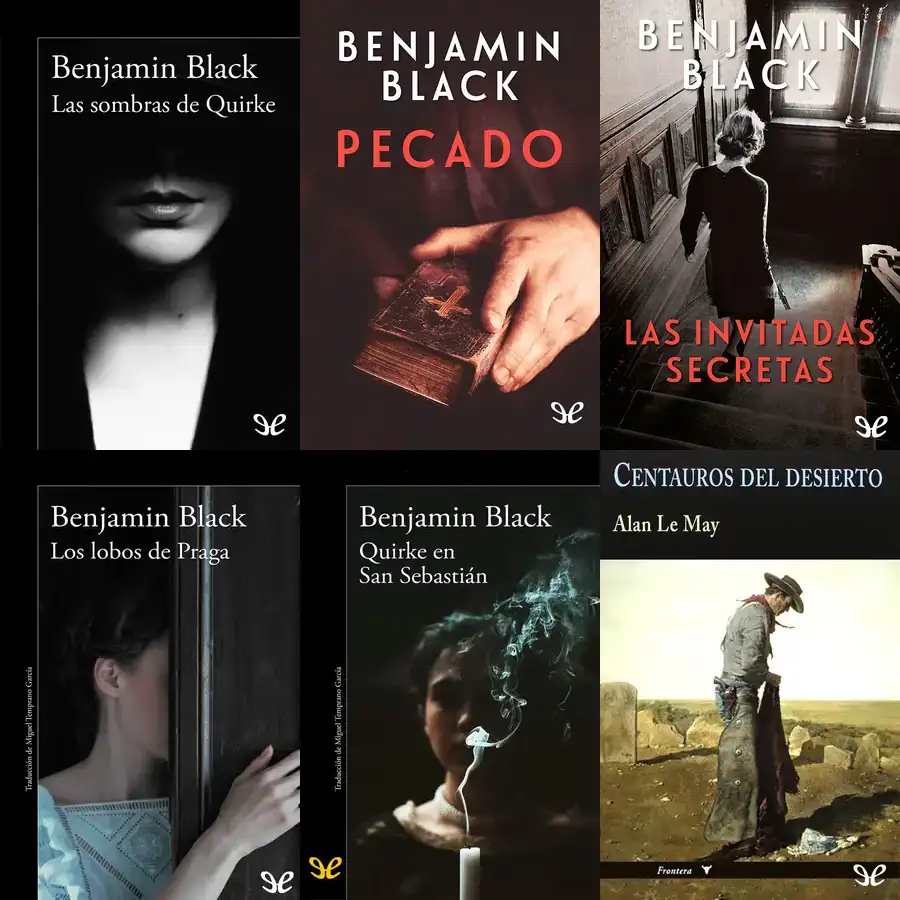 Benjamin Black
Las sombras de Quirke
BENJAMIN
BLACK
PECADO
BENJAMIN
BLACK
LAS INVITADAS
SECRETAS
Benjamin Black
Los lobos de Praga
Traducción de Miguel Temprano García
Benjamin Black
Quirke en
San Sebastián
Traducción de Miguel Temprano García
CENTAUROS DEL DESIERTO
Alan Le May
Frontera